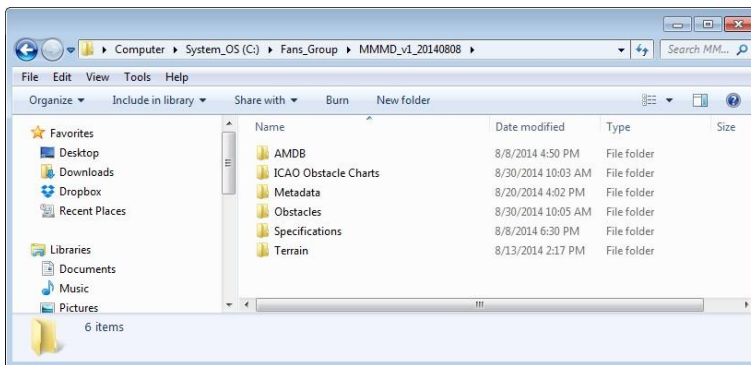 Computer ▸ System_OS (C:) ▸ Fans_Group ▸ MMMD_v1_20140808 ▸ Search MM...
File Edit View Tools Help
Organize ▾ Include in library ▾ Share with ▾ Burn New folder
Favorites
Desktop
Downloads
Dropbox
Recent Places
Libraries
Documents
Music
Pictures
Name Date modified Type Size
AMDB 8/8/2014 4:50 PM File folder
ICAO Obstacle Charts 8/30/2014 10:03 AM File folder
Metadata 8/20/2014 4:02 PM File folder
Obstacles 8/30/2014 10:05 AM File folder
Specifications 8/8/2014 6:30 PM File folder
Terrain 8/13/2014 2:17 PM File folder
6 items